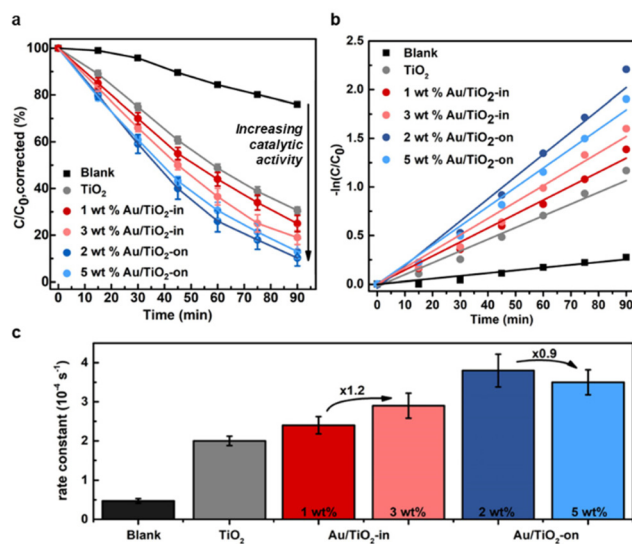 a
C/C₀-corrected (%)
100
80
60
40
20
0
Increasing
catalytic
activity
Blank
TiO₂
1 wt % Au/TiO₂-in
3 wt % Au/TiO₂-in
2 wt % Au/TiO₂-on
5 wt % Au/TiO₂-on
0 10 20 30 40 50 60 70 80 90
Time (min)
b
-ln(C/C₀)
2.5
2.0
1.5
1.0
0.5
0.0
Blank
TiO₂
1 wt % Au/TiO₂-in
3 wt % Au/TiO₂-in
2 wt % Au/TiO₂-on
5 wt % Au/TiO₂-on
0 15 30 45 60 75 90
Time (min)
c
rate constant (10⁻⁴ s⁻¹)
4
3
2
1
0
x1.2
x0.9
1 wt%
3 wt%
2 wt%
5 wt%
Blank
TiO₂
Au/TiO₂-in
Au/TiO₂-on